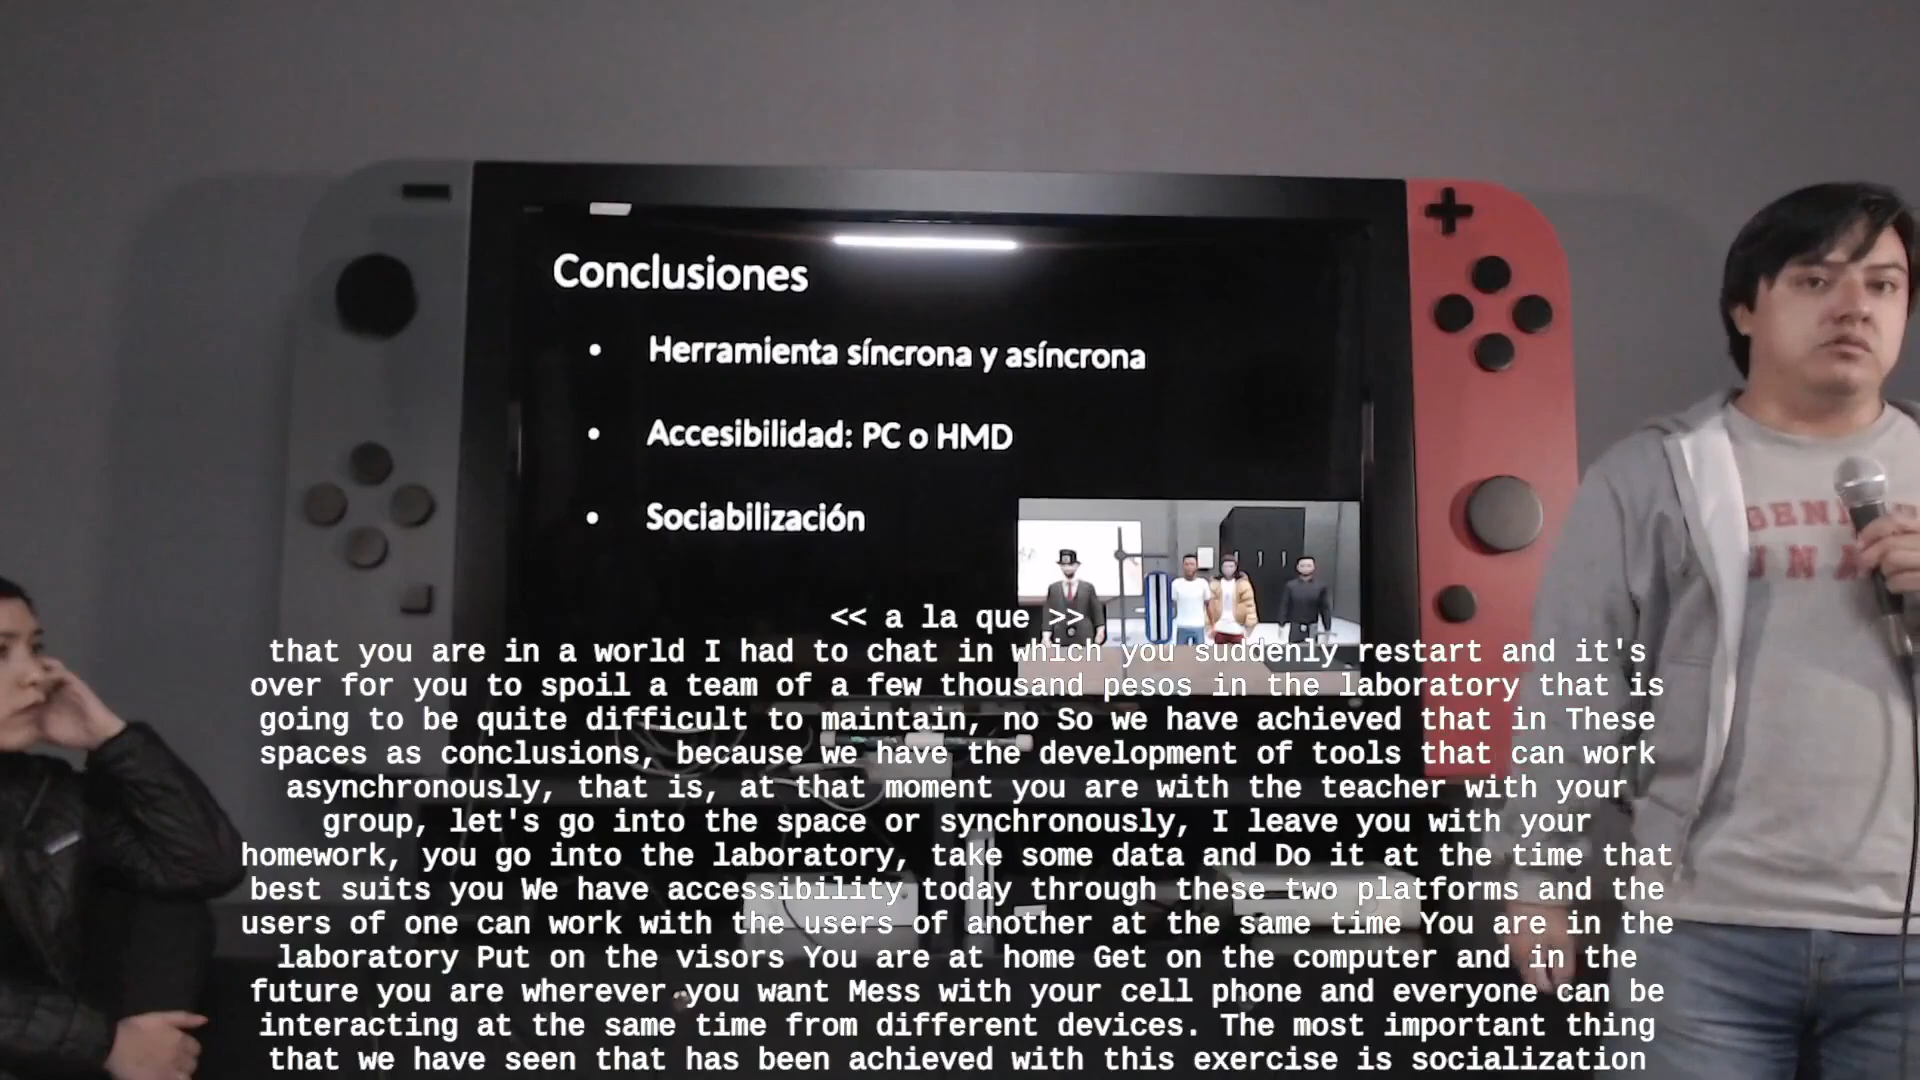 Conclusiones
• Herramienta síncrona y asíncrona
• Accesibilidad: PC o HMD
• Sociabilización
<< a la que >>
that you are in a world I had to chat in which you suddenly restart and it's
over for you to spoil a team of a few thousand pesos in the laboratory that is
going to be quite difficult to maintain, no So we have achieved that in These
spaces as conclusions, because we have the development of tools that can work
asynchronously, that is, at that moment you are with the teacher with your
group, let's go into the space or synchronously, I leave you with your
homework, you go into the laboratory, take some data and Do it at the time that
best suits you We have accessibility today through these two platforms and the
users of one can work with the users of another at the same time You are in the
laboratory Put on the visors You are at home Get on the computer and in the
future you are wherever you want Mess with your cell phone and everyone can be
interacting at the same time from different devices. The most important thing
that we have seen that has been achieved with this exercise is socialization